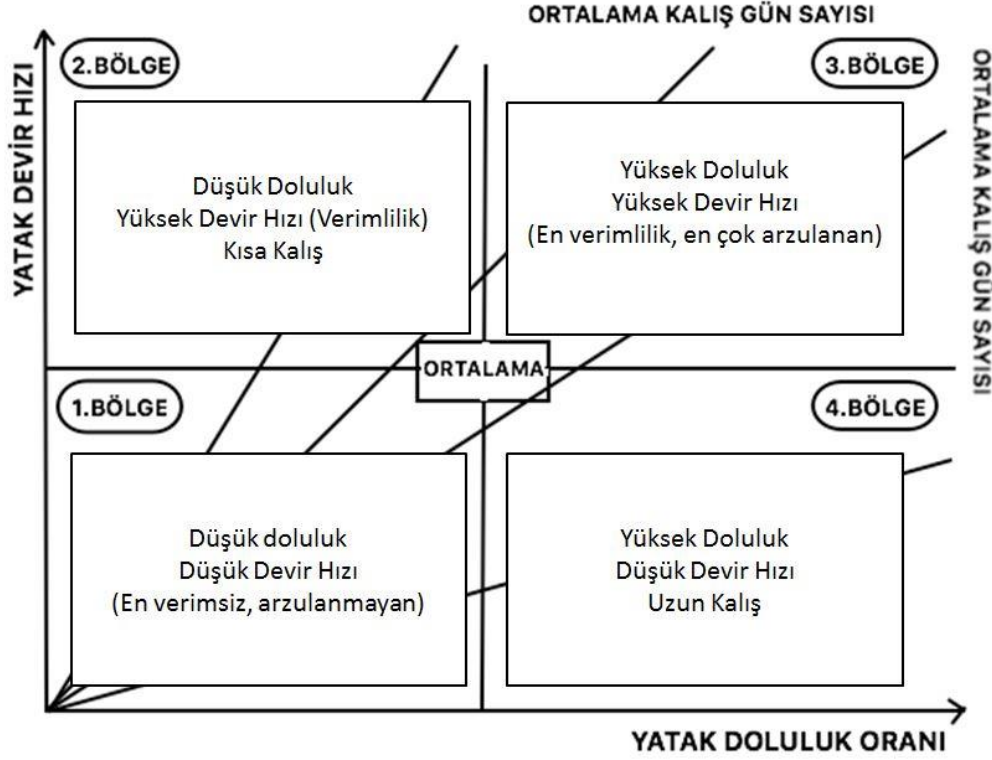 ORTALAMA KALIŞ GÜN SAYISI
2.BÖLGE
3.BÖLGE
YATAK DEVİR HIZI
ORTALAMA KALIŞ GÜN SAYISI
Düşük Doluluk
Yüksek Devir Hızı (Verimlilik)
Kısa Kalış
Yüksek Doluluk
Yüksek Devir Hızı
(En verimlilik, en çok arzulanan)
ORTALAMA
1.BÖLGE
4.BÖLGE
Düşük doluluk
Düşük Devir Hızı
(En verimsiz, arzulanmayan)
Yüksek Doluluk
Düşük Devir Hızı
Uzun Kalış
YATAK DOLULUK ORANI